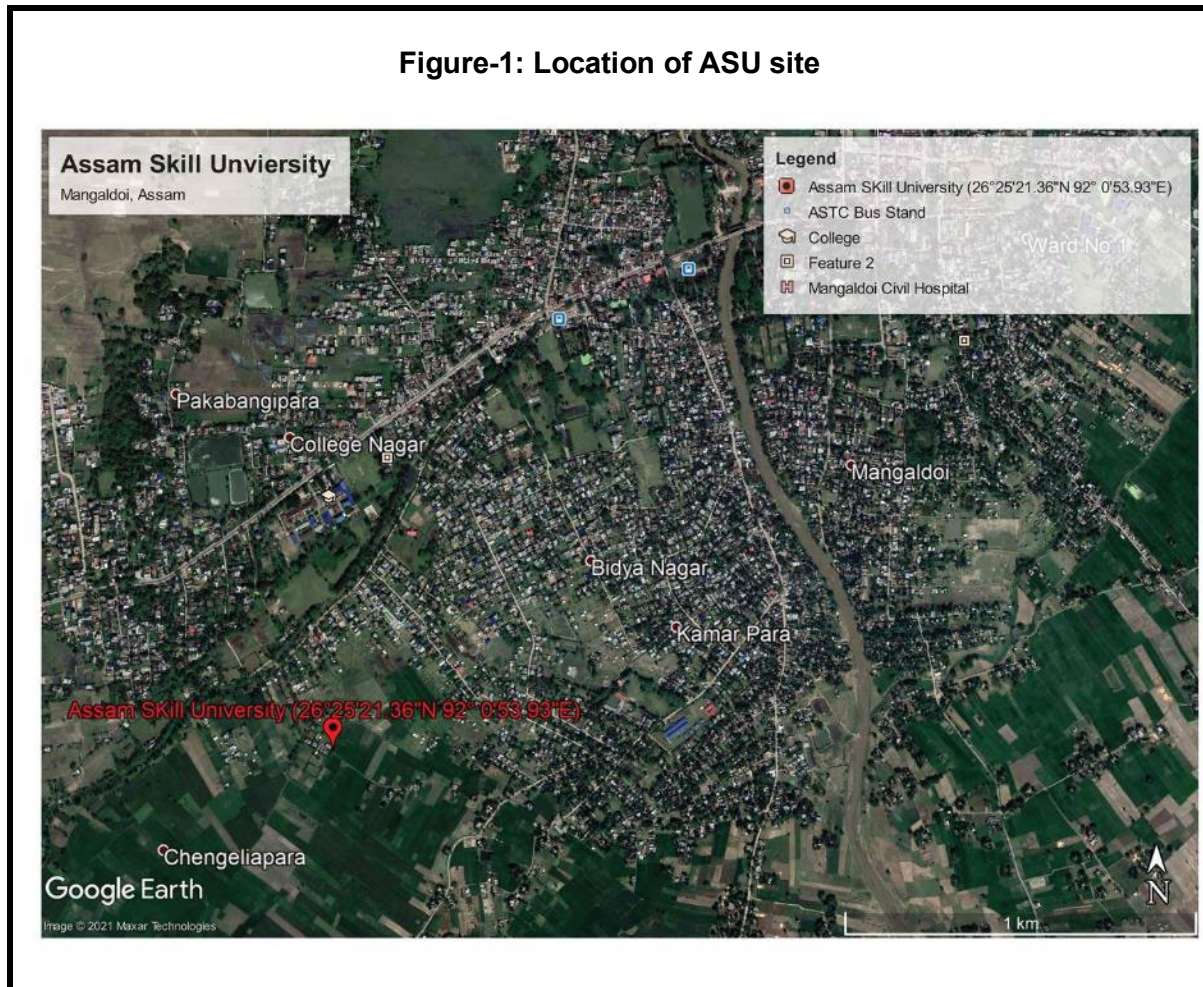 Figure-1: Location of ASU site
Assam Skill Unviersity
Mangaldoi, Assam
Legend
Assam SKill University (26°25'21.36"N 92° 0'53.93"E)
ASTC Bus Stand
College
Feature 2
Mangaldoi Civil Hospital
Ward No 1
Pakabangipara
College Nagar
Mangaldoi
Bidya Nagar
Kamar Para
Assam SKill University (26°25'21.36"N 92° 0'53.93"E)
Chengeliapara
Google Earth
Image © 2021 Maxar Technologies
N
1 km